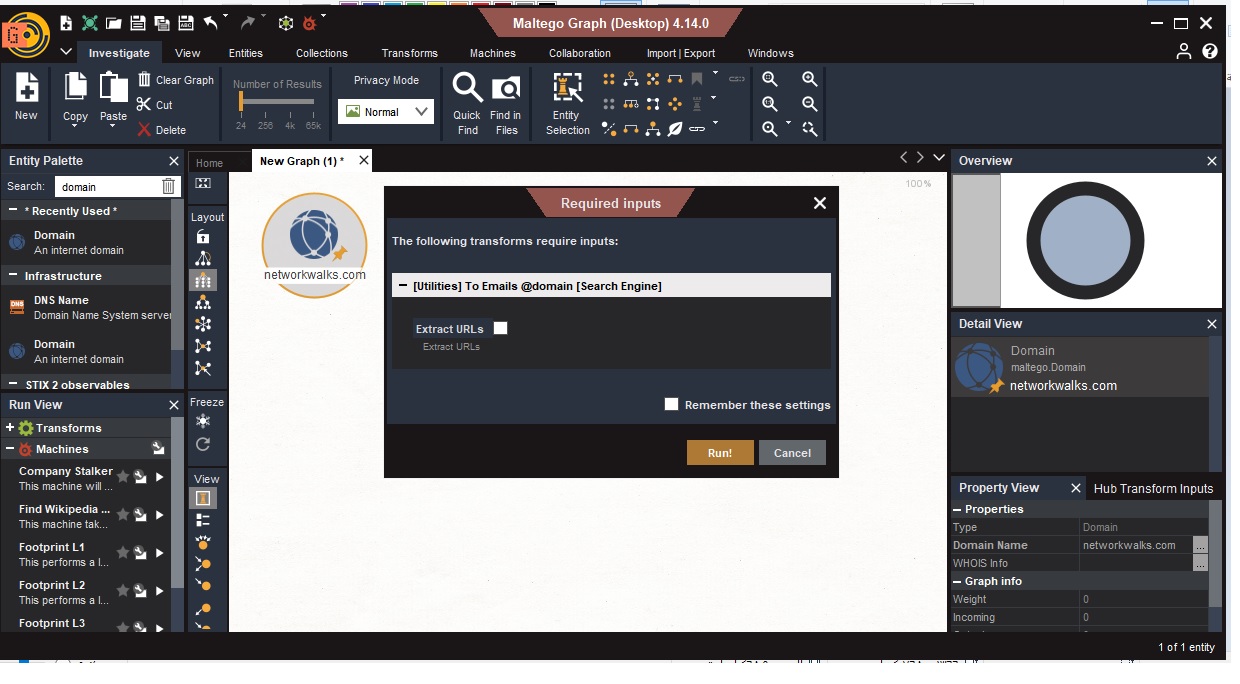 Maltego Graph (Desktop) 4.14.0
Investigate View Entities Collections Transforms Machines Collaboration Import | Export Windows
New
Copy
Paste
Clear Graph
Cut
Delete
Number of Results
24 256 4k 65k
Privacy Mode
Normal
Quick
Find
Find in
Files
Entity
Selection
Entity Palette
Search: domain
* Recently Used *
Domain
An internet domain
Infrastructure
DNS
DNS Name
Domain Name System server
Domain
An internet domain
STIX 2 observables
Run View
Transforms
Machines
Company Stalker
This machine will ...
Find Wikipedia ...
This machine tak...
Footprint L1
This performs a l...
Footprint L2
This performs a l...
Footprint L3
Home
New Graph (1) *
Layout
Freeze
View
100%
networkwalks.com
Required inputs
The following transforms require inputs:
[Utilities] To Emails @domain [Search Engine]
Extract URLs
Extract URLs
Remember these settings
Run!
Cancel
Overview
Detail View
Domain
maltego.Domain
networkwalks.com
Property View
Hub Transform Inputs
Properties
Type Domain
Domain Name networkwalks.com ...
WHOIS Info ...
Graph info
Weight 0
Incoming 0
1 of 1 entity